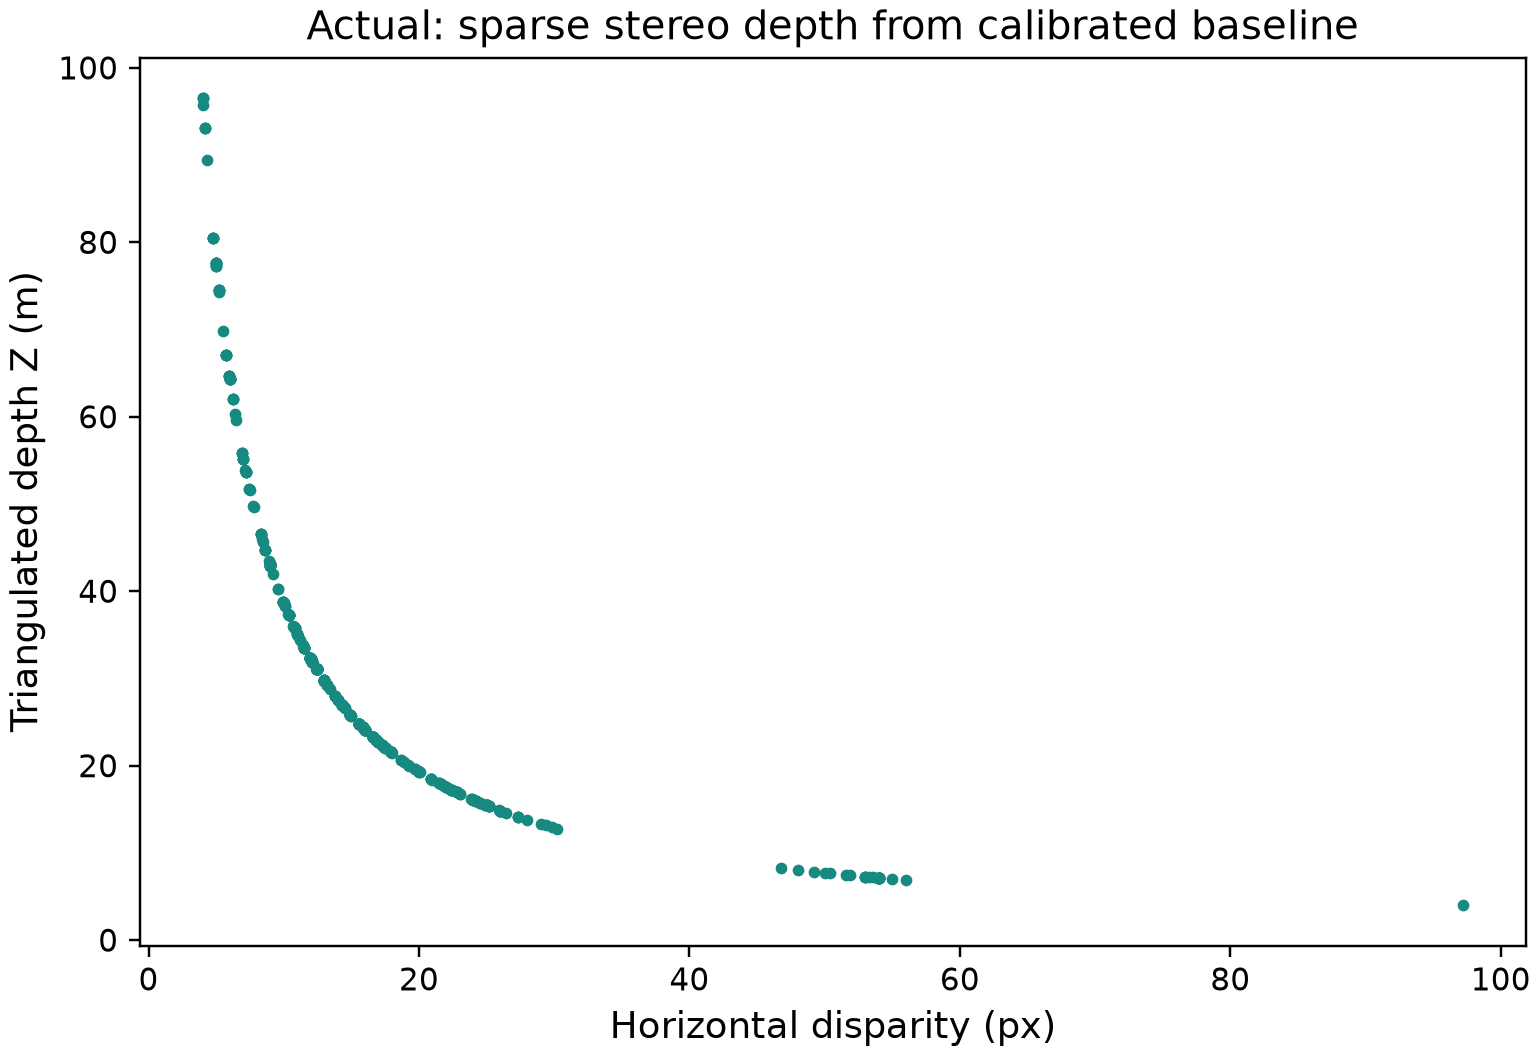 Actual: sparse stereo depth from calibrated baseline
100
80
60
40
20
0
Triangulated depth Z (m)
0 20 40 60 80 100
Horizontal disparity (px)